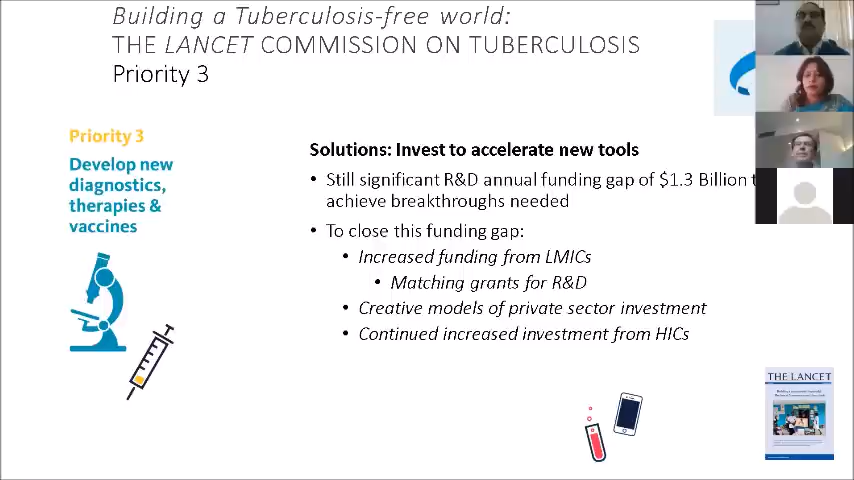 Building a Tuberculosis-free world:
THE LANCET COMMISSION ON TUBERCULOSIS
Priority 3
Priority 3
Develop new
diagnostics,
therapies &
vaccines
Solutions: Invest to accelerate new tools
• Still significant R&D annual funding gap of $1.3 Billion
achieve breakthroughs needed
• To close this funding gap:
• Increased funding from LMICs
• Matching grants for R&D
• Creative models of private sector investment
• Continued increased investment from HICs
THE LANCET